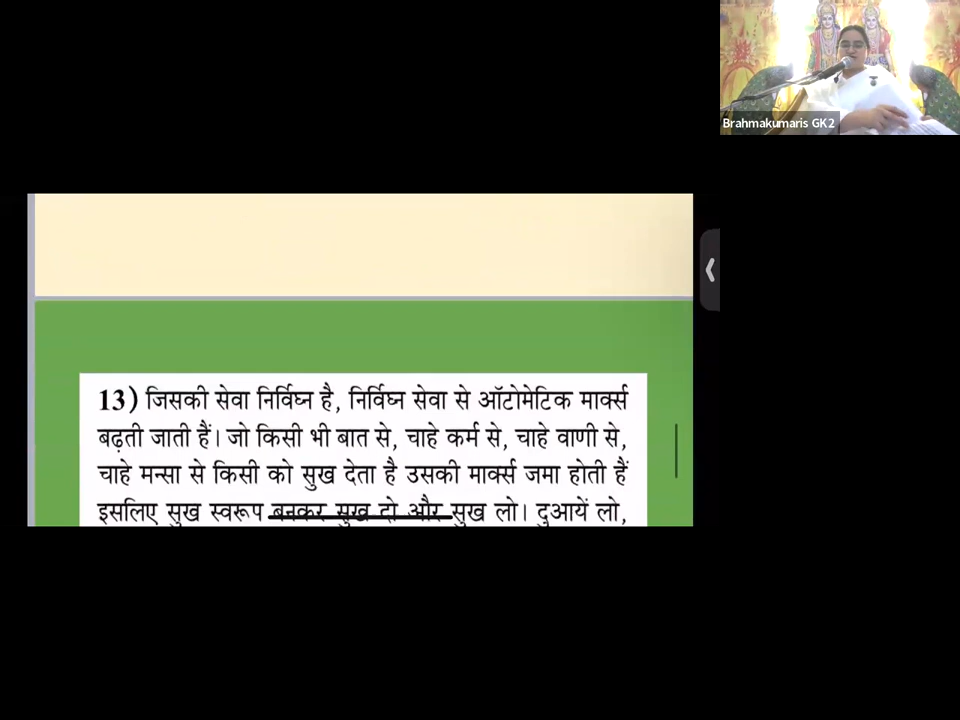 Brahmakumaris GK2
13) जिसकी सेवा निर्विघ्न है, निर्विघ्न सेवा से ऑटोमेटिक मार्क्स
बढ़ती जाती हैं। जो किसी भी बात से, चाहे कर्म से, चाहे वाणी से,
चाहे मन्सा से किसी को सुख देता है उसकी मार्क्स जमा होती हैं
इसलिए सुख स्वरूप बनकर सुख दो और सुख लो। दुआयें लो,